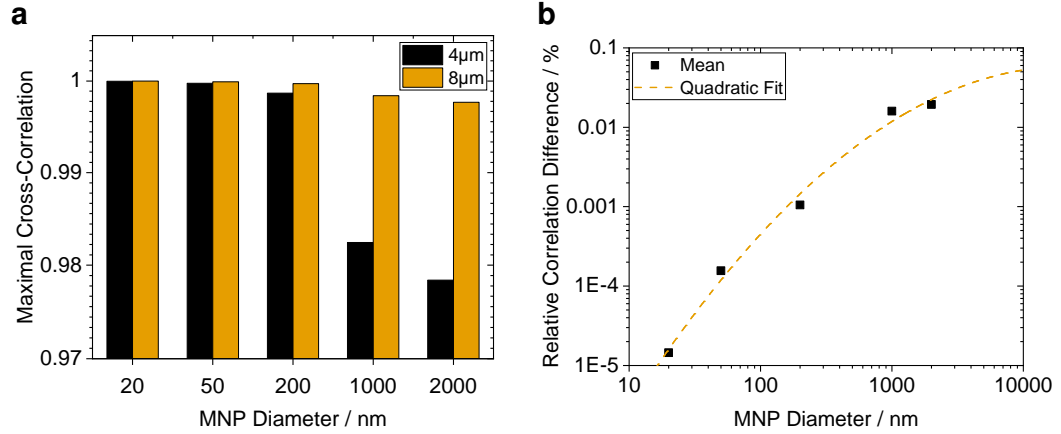 a
4µm
8µm
1
0.99
0.98
0.97
Maximal Cross-Correlation
20 50 200 1000 2000
MNP Diameter / nm
b
Mean
Quadratic Fit
0.1
0.01
0.001
1E-4
1E-5
Relative Correlation Difference / %
10 100 1000 10000
MNP Diameter / nm